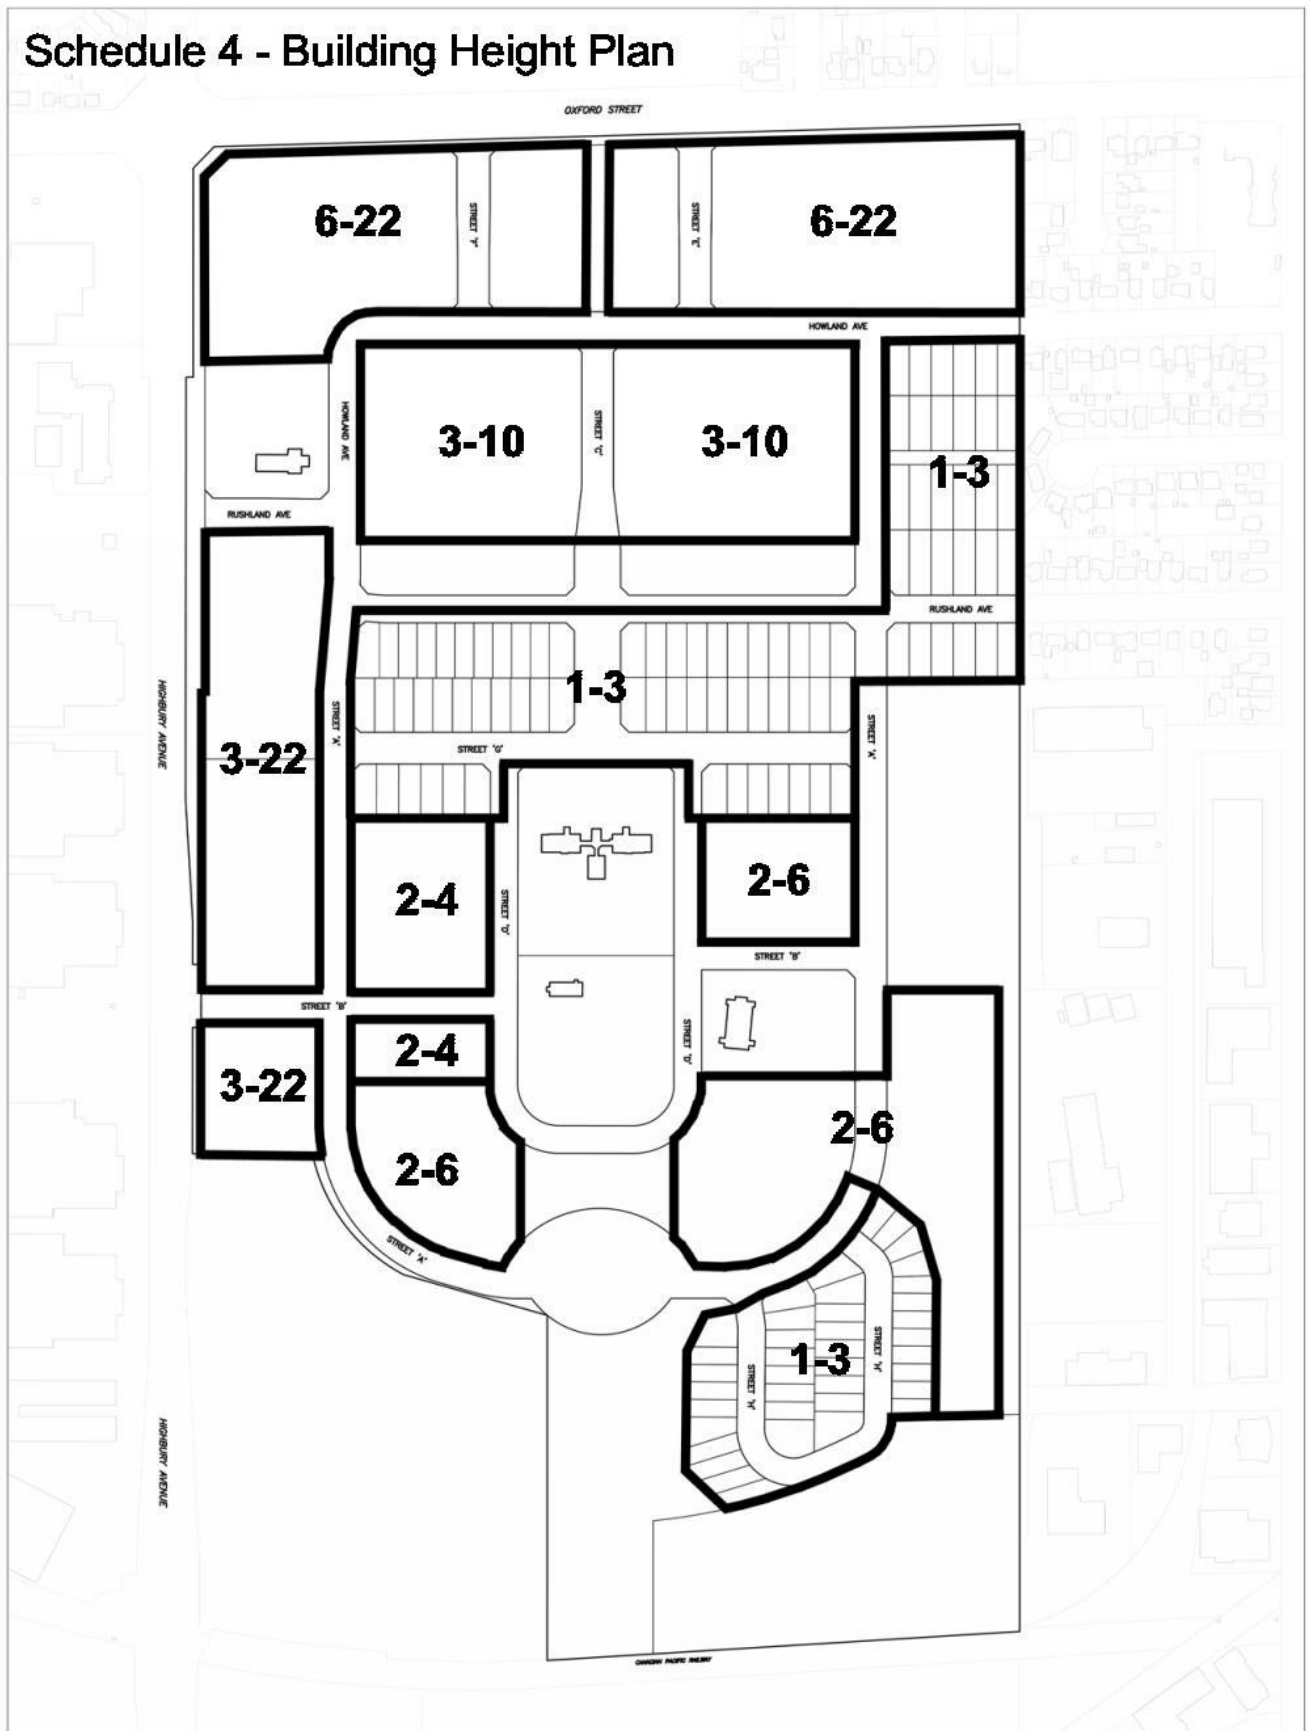 Schedule 4 - Building Height Plan
OXFORD STREET
6-22
STREET 'F'
STREET 'E'
6-22
HOWLAND AVE
HOWLAND AVE
3-10
STREET 'C'
3-10
1-3
RUSHLAND AVE
RUSHLAND AVE
HIGHBURY AVENUE
1-3
STREET 'A'
STREET 'A'
STREET 'G'
3-22
2-4
STREET 'D'
2-6
STREET 'B'
STREET 'B'
3-22
2-4
STREET 'D'
2-6
2-6
STREET 'A'
1-3
STREET 'H'
STREET 'H'
HIGHBURY AVENUE
CANADIAN PACIFIC RAILWAY